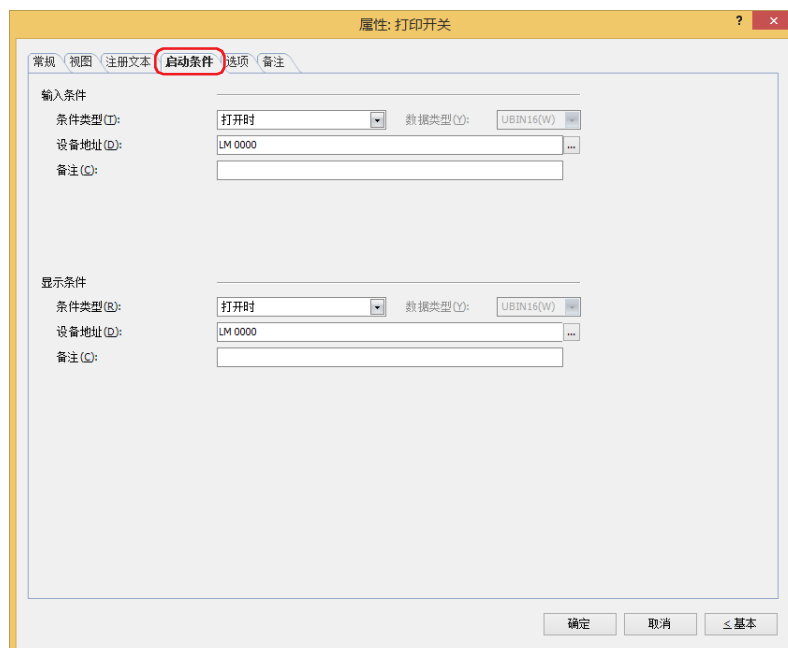 属性: 打印开关 ? ×
常规 视图 注册文本 启动条件 选项 备注
输入条件
条件类型(T): 打开时 数据类型(Y): UBIN16(W)
设备地址(D): LM 0000 ...
备注(C):
显示条件
条件类型(R): 打开时 数据类型(Y): UBIN16(W)
设备地址(D): LM 0000 ...
备注(C):
确定 取消 ≤基本